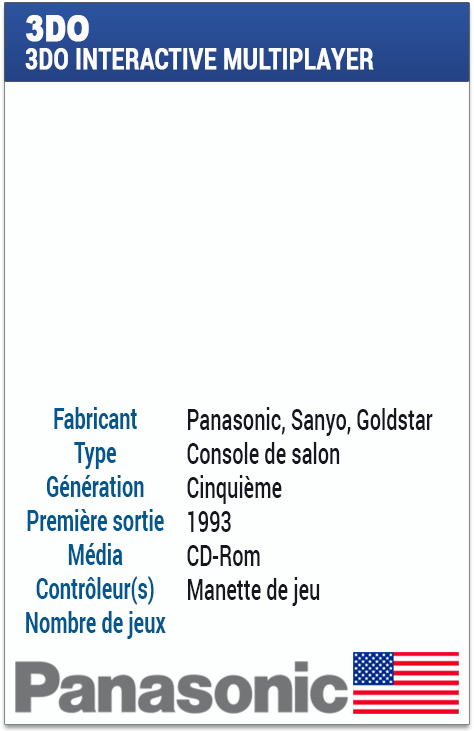 3DO
3DO INTERACTIVE MULTIPLAYER
Fabricant Panasonic, Sanyo, Goldstar
Type Console de salon
Génération Cinquième
Première sortie 1993
Média CD-Rom
Contrôleur(s) Manette de jeu
Nombre de jeux
Panasonic